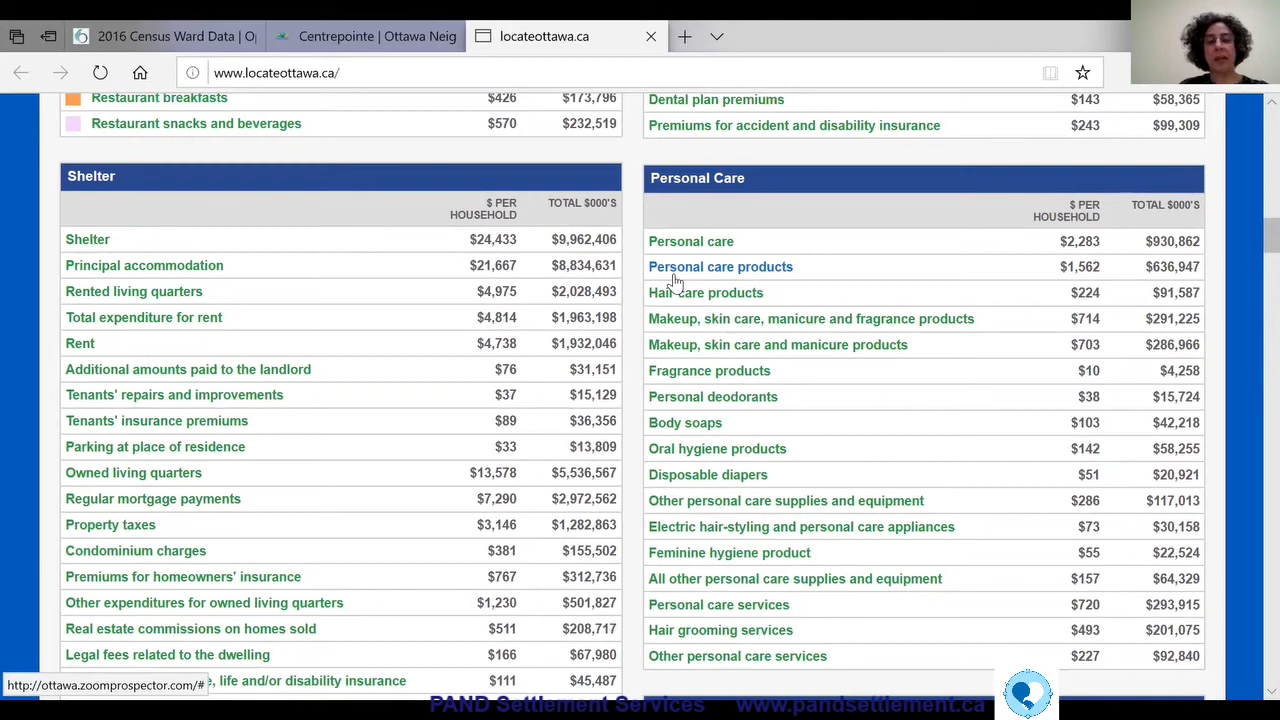 2016 Census Ward Data | O
Centrepointe | Ottawa Neig
locateottawa.ca
www.locateottawa.ca/
Restaurant breakfasts $426 $173,796
Restaurant snacks and beverages $570 $232,519
Shelter
$ PER HOUSEHOLD TOTAL $000'S
Shelter $24,433 $9,962,406
Principal accommodation $21,667 $8,834,631
Rented living quarters $4,975 $2,028,493
Total expenditure for rent $4,814 $1,963,198
Rent $4,738 $1,932,046
Additional amounts paid to the landlord $76 $31,151
Tenants' repairs and improvements $37 $15,129
Tenants' insurance premiums $89 $36,356
Parking at place of residence $33 $13,809
Owned living quarters $13,578 $5,536,567
Regular mortgage payments $7,290 $2,972,562
Property taxes $3,146 $1,282,863
Condominium charges $381 $155,502
Premiums for homeowners' insurance $767 $312,736
Other expenditures for owned living quarters $1,230 $501,827
Real estate commissions on homes sold $511 $208,717
Legal fees related to the dwelling $166 $67,980
, life and/or disability insurance $111 $45,487
Dental plan premiums $143 $58,365
Premiums for accident and disability insurance $243 $99,309
Personal Care
$ PER HOUSEHOLD TOTAL $000'S
Personal care $2,283 $930,862
Personal care products $1,562 $636,947
Hair care products $224 $91,587
Makeup, skin care, manicure and fragrance products $714 $291,225
Makeup, skin care and manicure products $703 $286,966
Fragrance products $10 $4,258
Personal deodorants $38 $15,724
Body soaps $103 $42,218
Oral hygiene products $142 $58,255
Disposable diapers $51 $20,921
Other personal care supplies and equipment $286 $117,013
Electric hair-styling and personal care appliances $73 $30,158
Feminine hygiene product $55 $22,524
All other personal care supplies and equipment $157 $64,329
Personal care services $720 $293,915
Hair grooming services $493 $201,075
Other personal care services $227 $92,840
http://ottawa.zoomprospector.com/#
PAND Settlement Services www.pandsettlement.ca